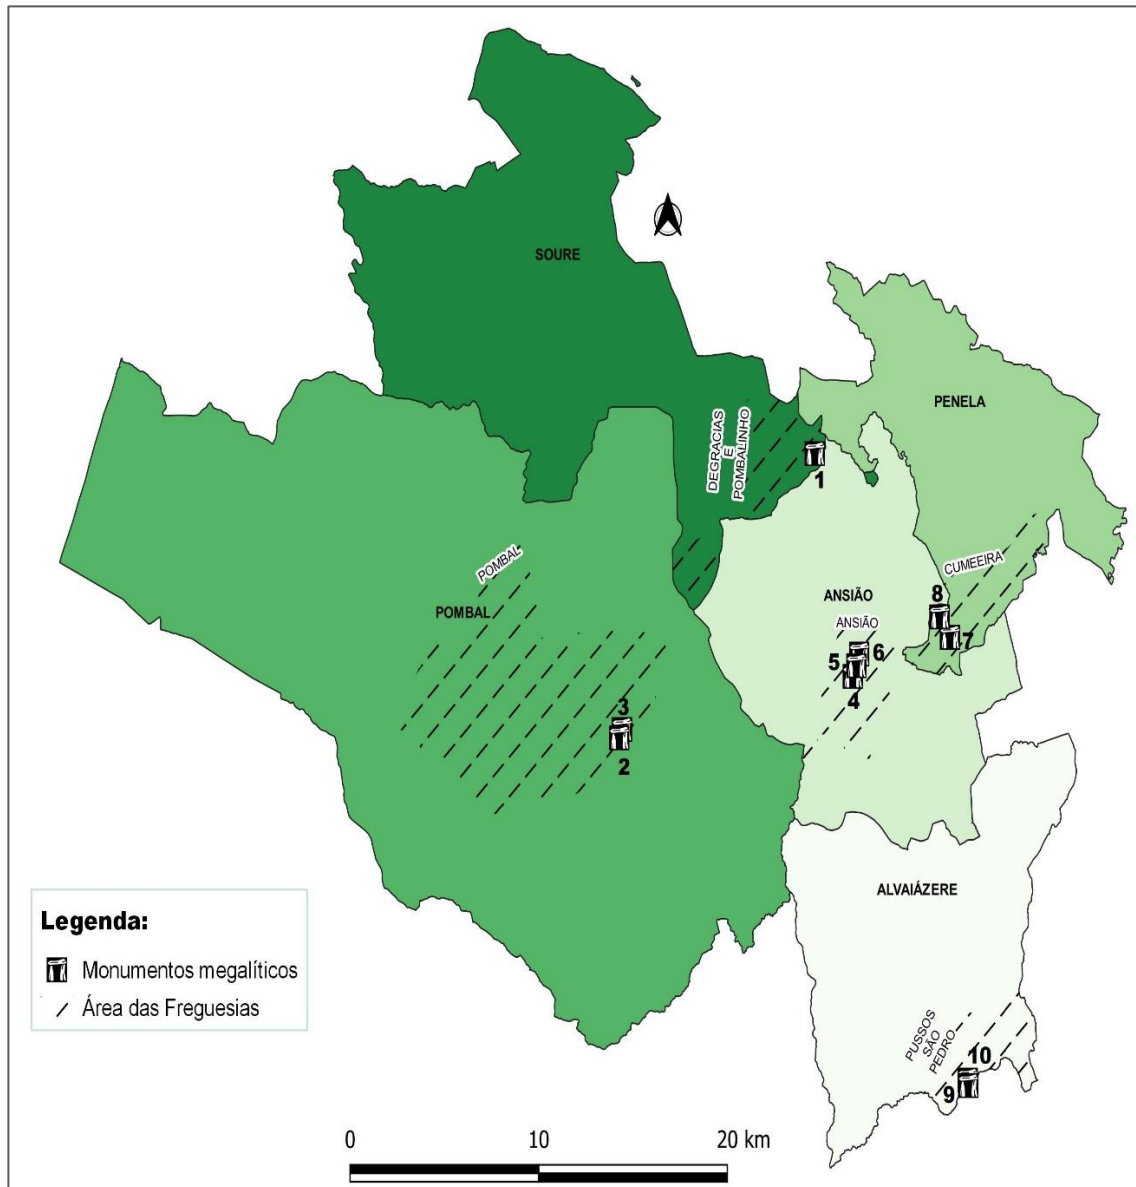 SOURE
PENELA
DEGRACIAS
E
POMBALINHO
1
POMBAL
POMBAL
CUMEEIRA
ANSIÃO
ANSIÃO
8
7
6
5
4
3
2
ALVAIÁZERE
PUSSOS
SÃO
PEDRO
10
9
Legenda:
Monumentos megalíticos
Área das Freguesias
0 10 20 km